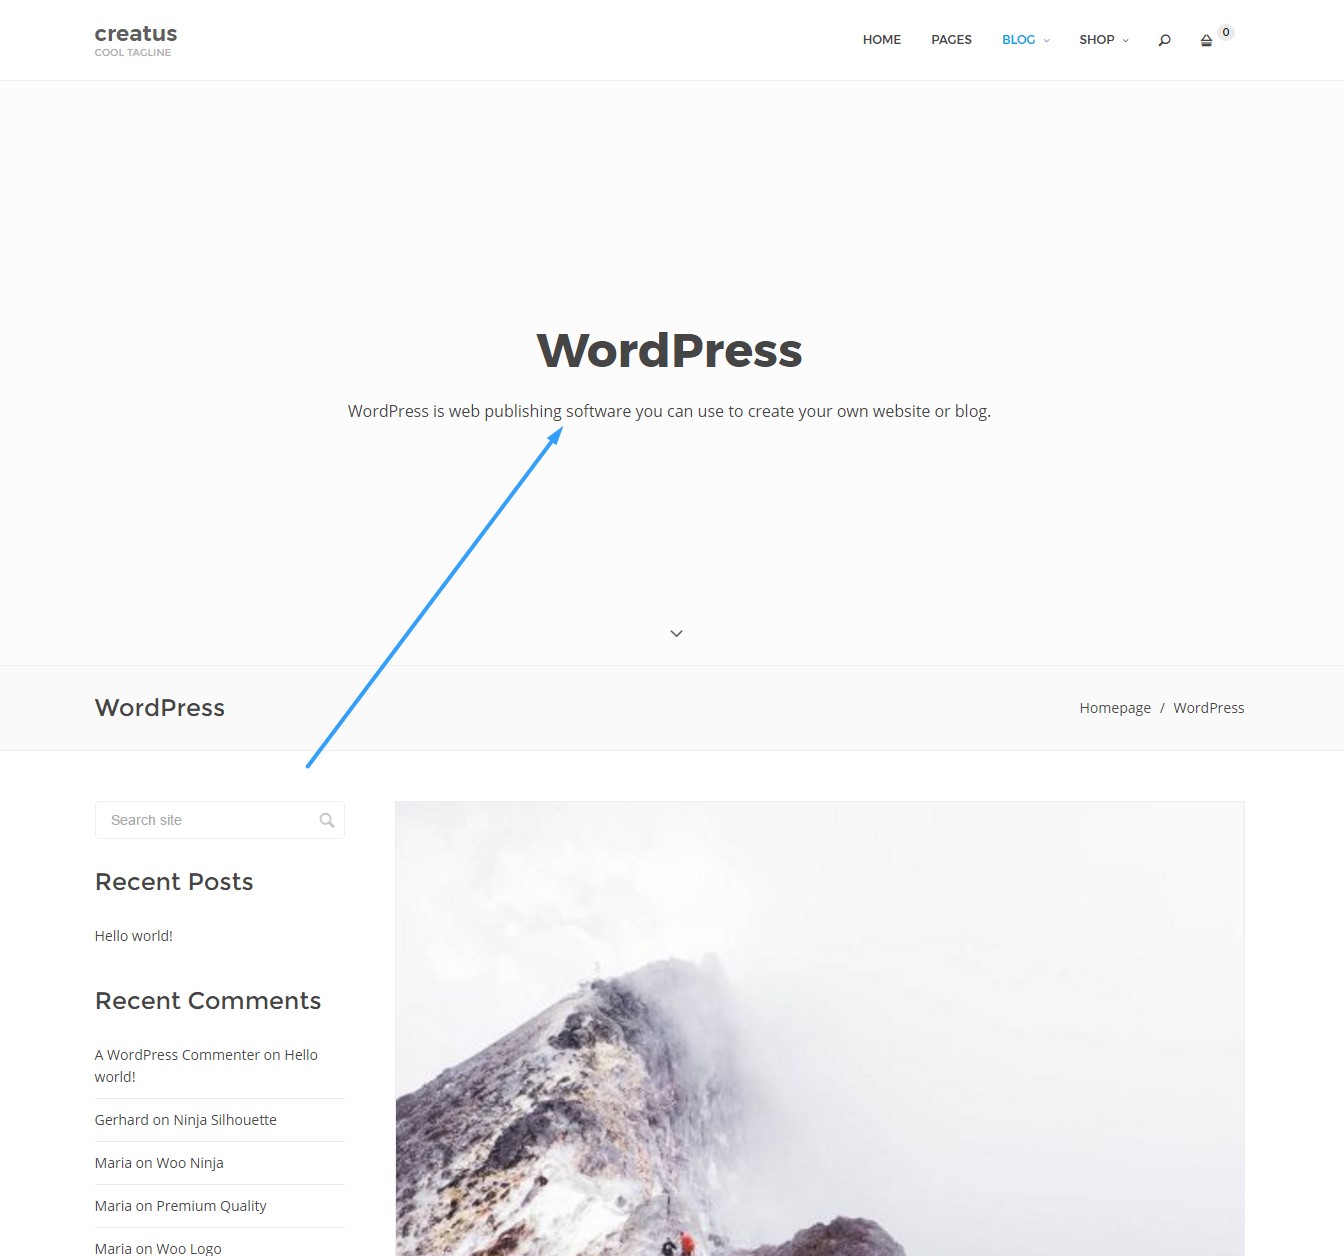 creatus
COOL TAGLINE
HOME PAGES BLOG SHOP 0
WordPress
WordPress is web publishing software you can use to create your own website or blog.
WordPress
Homepage / WordPress
Search site
Recent Posts
Hello world!
Recent Comments
A WordPress Commenter on Hello
world!
Gerhard on Ninja Silhouette
Maria on Woo Ninja
Maria on Premium Quality
Maria on Woo Logo